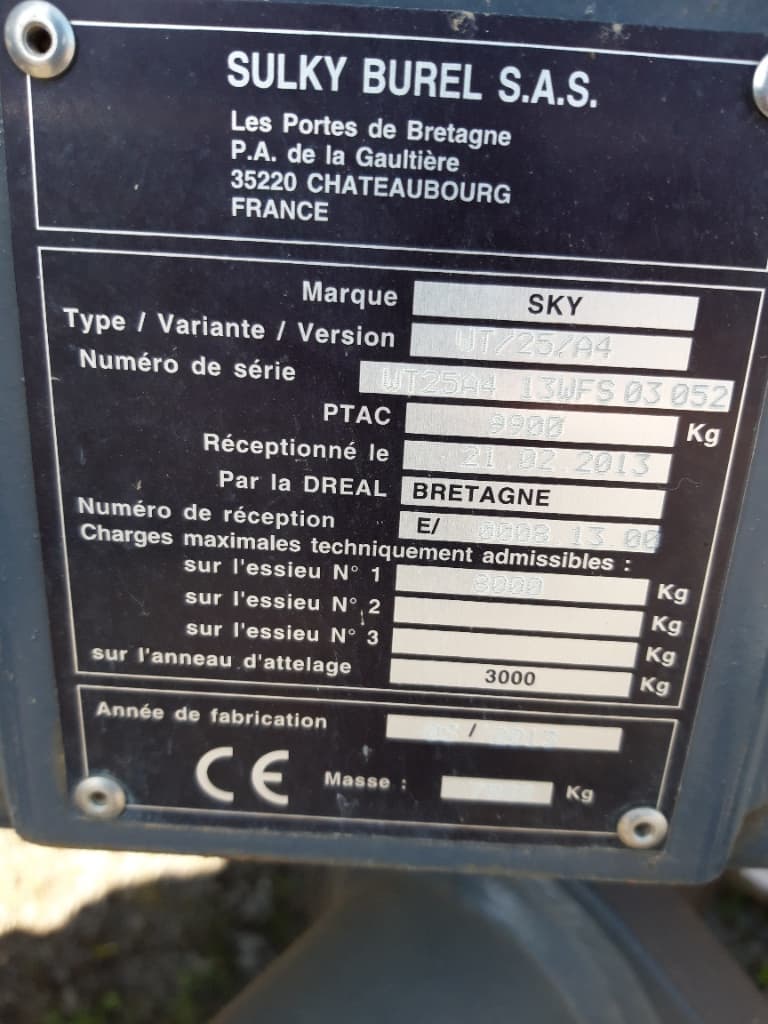 SULKY BUREL S.A.S.
Les Portes de Bretagne
P.A. de la Gaultière
35220 CHATEAUBOURG
FRANCE
Marque SKY
Type / Variante / Version WT/25/A4
Numéro de série WT25A4 13WFS 03 052
PTAC 9900 Kg
Réceptionné le 21 02 2013
Par la DREAL BRETAGNE
Numéro de réception E/ 0008 13 00
Charges maximales techniquement admissibles :
sur l'essieu N° 1 Kg
sur l'essieu N° 2 Kg
sur l'essieu N° 3 Kg
sur l'anneau d'attelage 3000 Kg
Année de fabrication / 2013
CE Masse : Kg